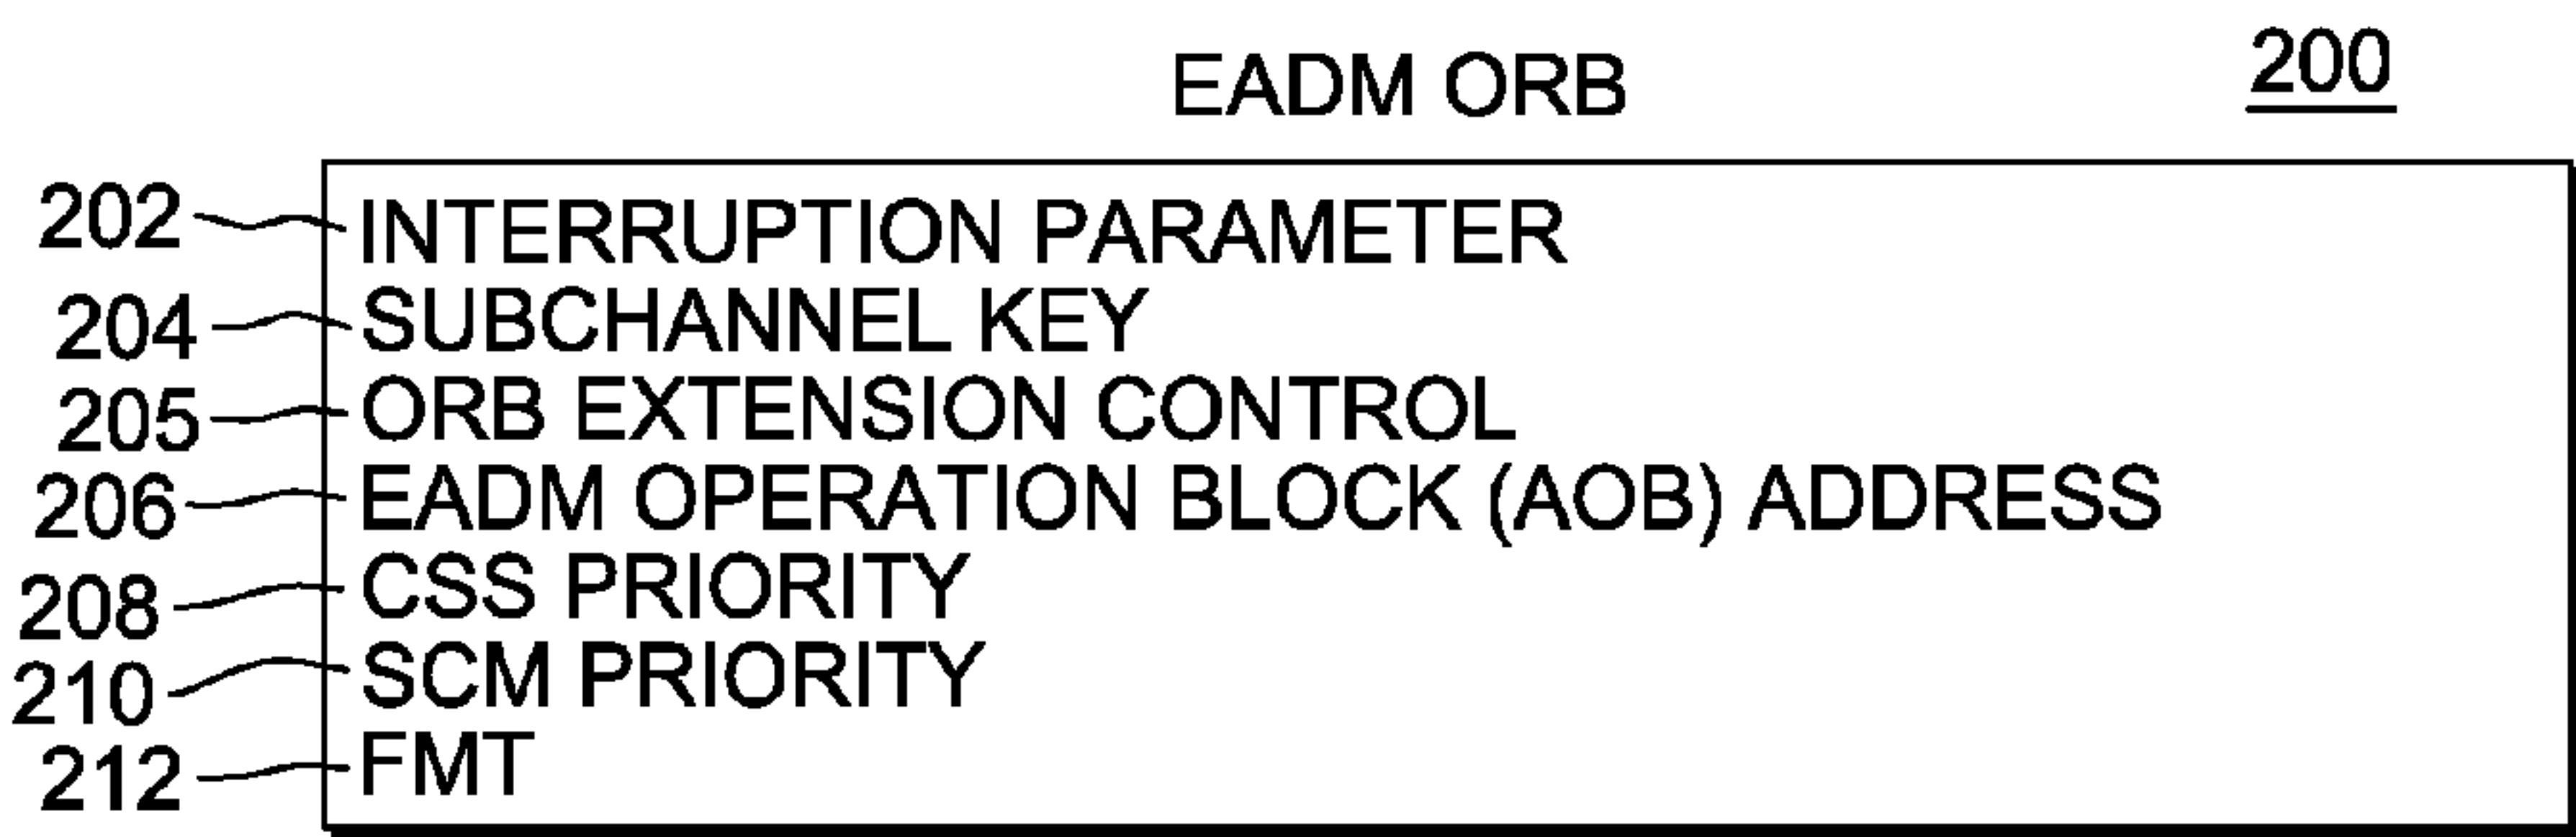 EADM ORB 200
202 INTERRUPTION PARAMETER
204 SUBCHANNEL KEY
205 ORB EXTENSION CONTROL
206 EADM OPERATION BLOCK (AOB) ADDRESS
208 CSS PRIORITY
210 SCM PRIORITY
212 FMT